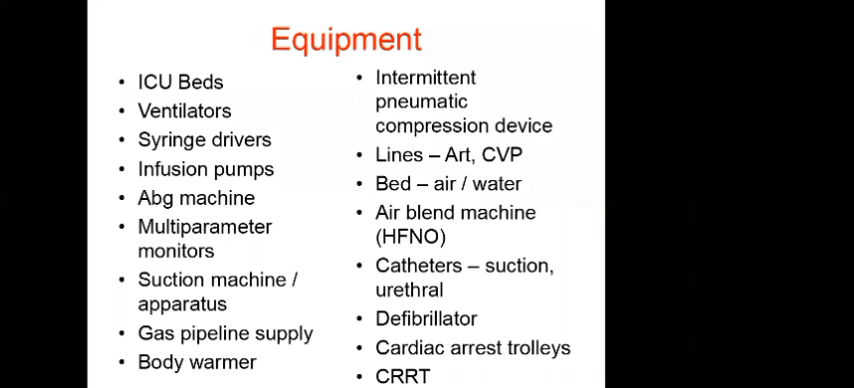 Equipment
• ICU Beds
• Ventilators
• Syringe drivers
• Infusion pumps
• Abg machine
• Multiparameter
monitors
• Suction machine /
apparatus
• Gas pipeline supply
• Body warmer
• Intermittent
pneumatic
compression device
• Lines – Art, CVP
• Bed – air / water
• Air blend machine
(HFNO)
• Catheters – suction,
urethral
• Defibrillator
• Cardiac arrest trolleys
• CRRT